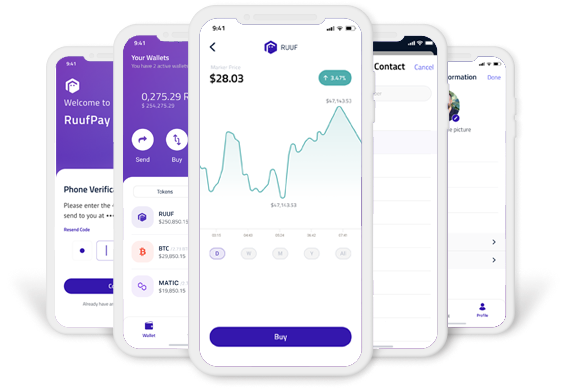 9:41
Welcome to
RuufPay
Phone Verifica
Please enter the
send to you at
Resend Code
Already have a
9:41
Your Wallets
You have 2 active walle
0,275.29 R
$ 254,275.29
Send
Buy
Tokens
RUUF
$250,850.15
BTC
$29,850.15
MATIC
$19,850.15
Wallet
9:41
RUUF
Market Price
$28.03
↑ 3.47%
$47,143.53
$47,143.53
D
W
M
Y
All
Buy
Contact
Cancel
ormation
Done
e picture
Profile